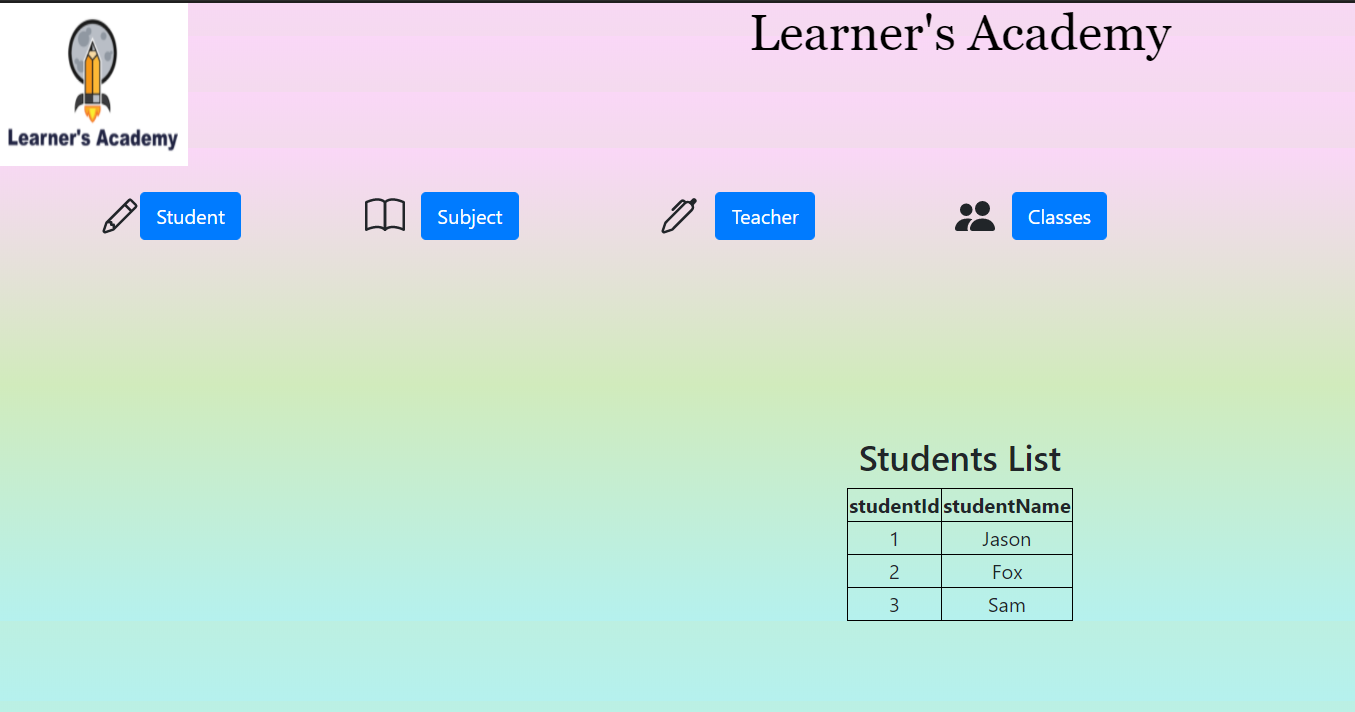 Learner's Academy
Learner's Academy
Student Subject Teacher Classes
Students List
studentId studentName
1 Jason
2 Fox
3 Sam